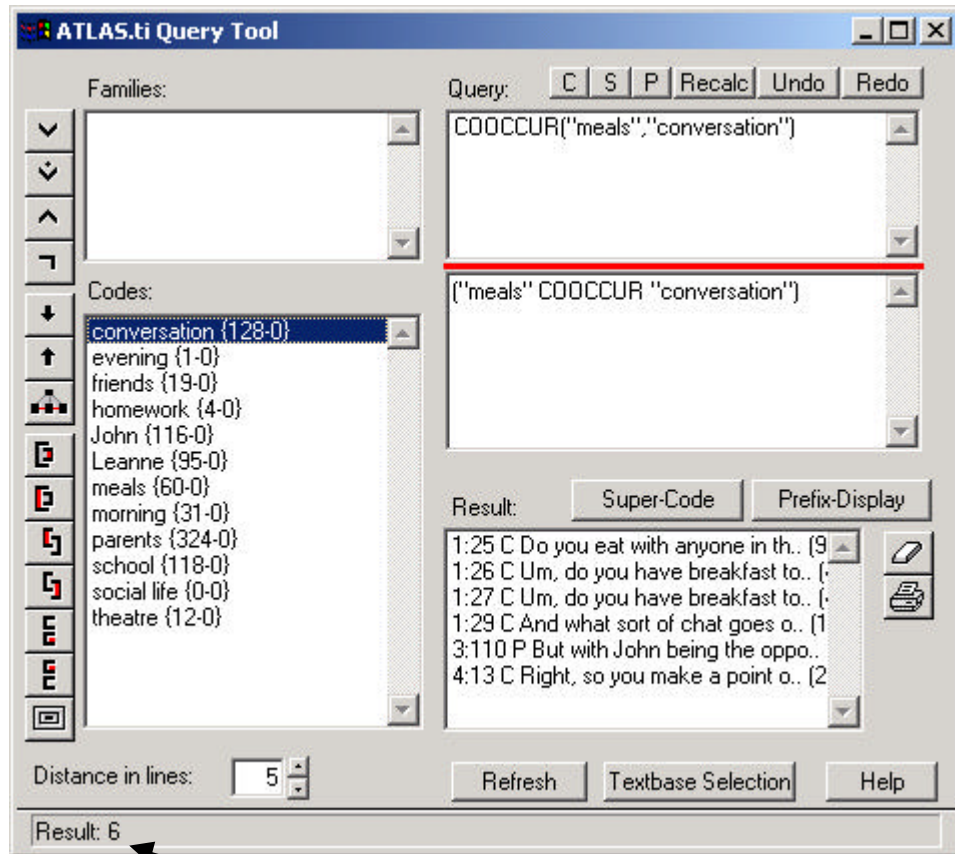 ATLAS.ti Query Tool
Families:
Query: C S P Recalc Undo Redo
COOCCUR("meals","conversation")
("meals" COOCCUR "conversation")
Codes:
conversation {128-0}
evening {1-0}
friends {19-0}
homework {4-0}
John {116-0}
Leanne {95-0}
meals {60-0}
morning {31-0}
parents {324-0}
school {118-0}
social life {0-0}
theatre {12-0}
Result: Super-Code Prefix-Display
1:25 C Do you eat with anyone in th.. (9
1:26 C Um, do you have breakfast to.. (
1:27 C Um, do you have breakfast to.. (
1:29 C And what sort of chat goes o.. (1
3:110 P But with John being the oppo..
4:13 C Right, so you make a point o.. (2
Distance in lines: 5
Refresh Textbase Selection Help
Result: 6